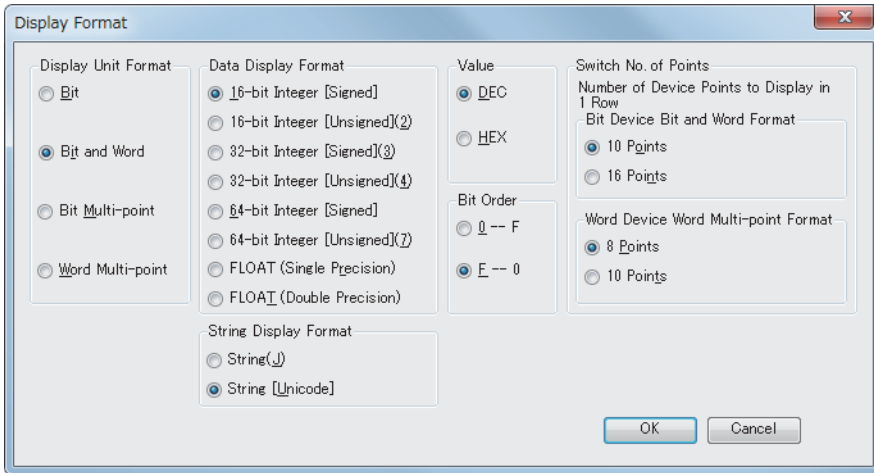 Display Format
Display Unit Format
Bit
Bit and Word
Bit Multi-point
Word Multi-point
Data Display Format
16-bit Integer [Signed]
16-bit Integer [Unsigned](2)
32-bit Integer [Signed](3)
32-bit Integer [Unsigned](4)
64-bit Integer [Signed]
64-bit Integer [Unsigned](7)
FLOAT (Single Precision)
FLOAT (Double Precision)
String Display Format
String(J)
String [Unicode]
Value
DEC
HEX
Bit Order
0 -- F
F -- 0
Switch No. of Points
Number of Device Points to Display in
1 Row
Bit Device Bit and Word Format
10 Points
16 Points
Word Device Word Multi-point Format
8 Points
10 Points
OK
Cancel